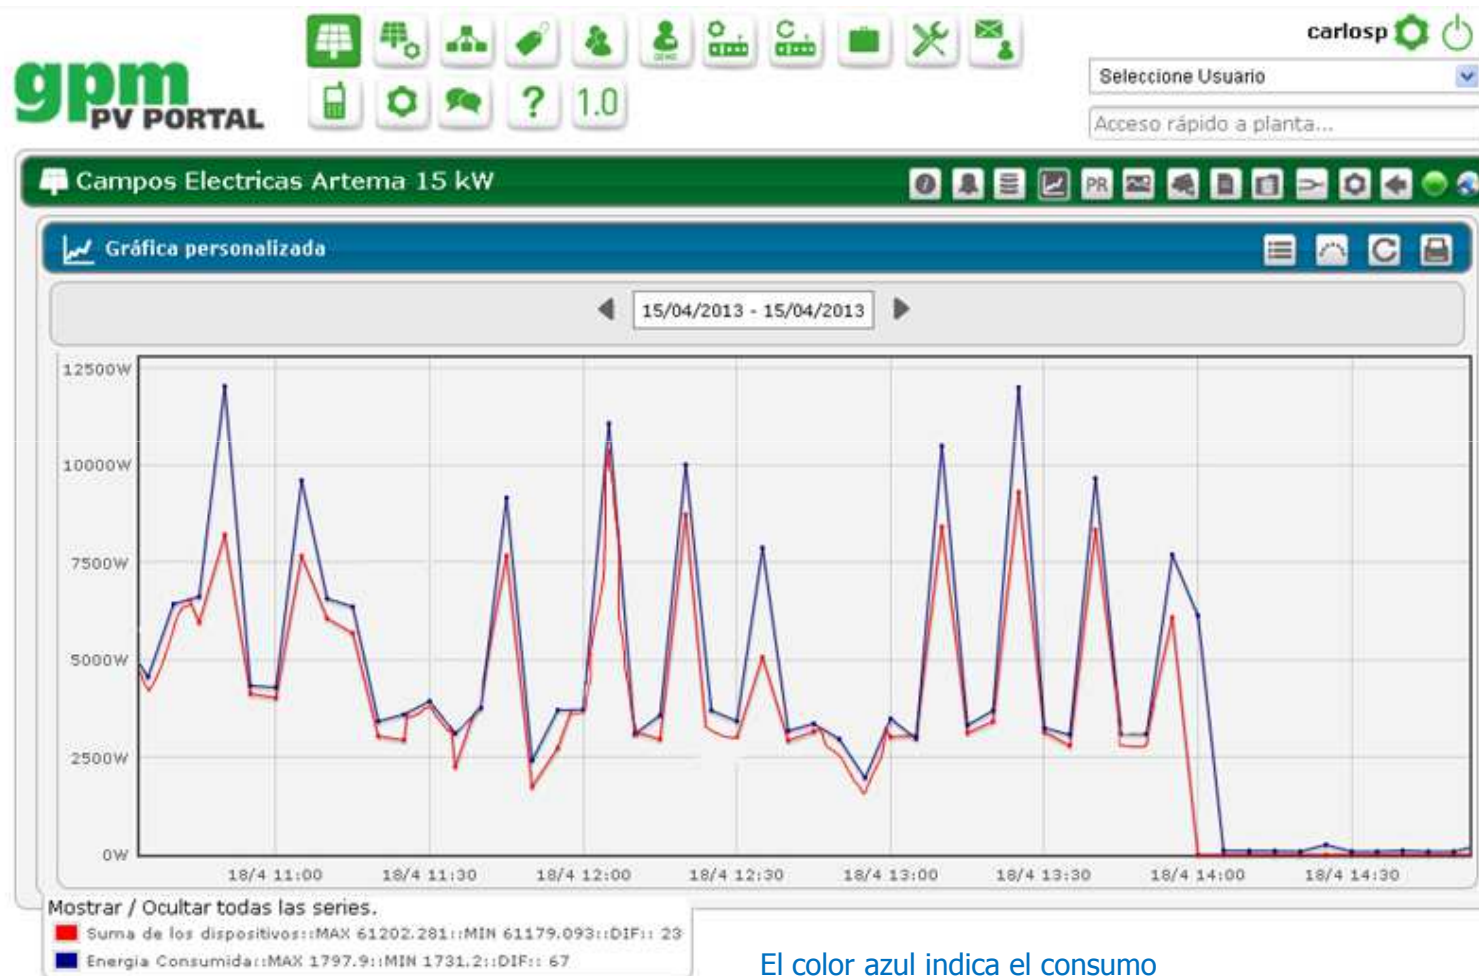 carlosp
gpm
PV PORTAL
DEMO
1.0
?
Seleccione Usuario
Acceso rápido a planta...
Campos Electricas Artema 15 kW
PR
Gráfica personalizada
15/04/2013 - 15/04/2013
12500W
10000W
7500W
5000W
2500W
0W
18/4 11:00 18/4 11:30 18/4 12:00 18/4 12:30 18/4 13:00 18/4 13:30 18/4 14:00 18/4 14:30
Mostrar / Ocultar todas las series.
Suma de los dispositivos::MAX 61202.281::MIN 61179.093::DIF:: 23
Energia Consumida::MAX 1797.9::MIN 1731.2::DIF:: 67
El color azul indica el consumo